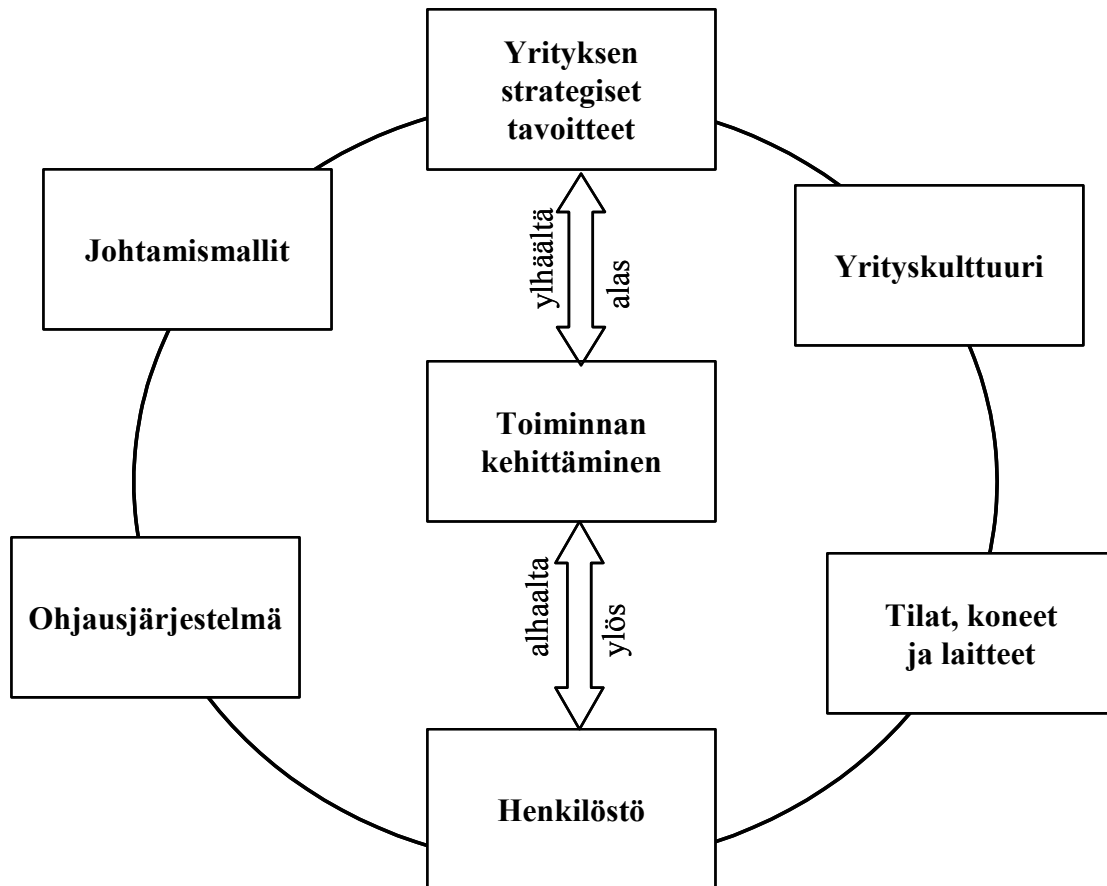 Yrityksen
strategiset
tavoitteet
Johtamismallit
ylhäältä
alas
Yrityskulttuuri
Toiminnan
kehittäminen
Ohjausjärjestelmä
alhaalta
ylös
Tilat, koneet
ja laitteet
Henkilöstö